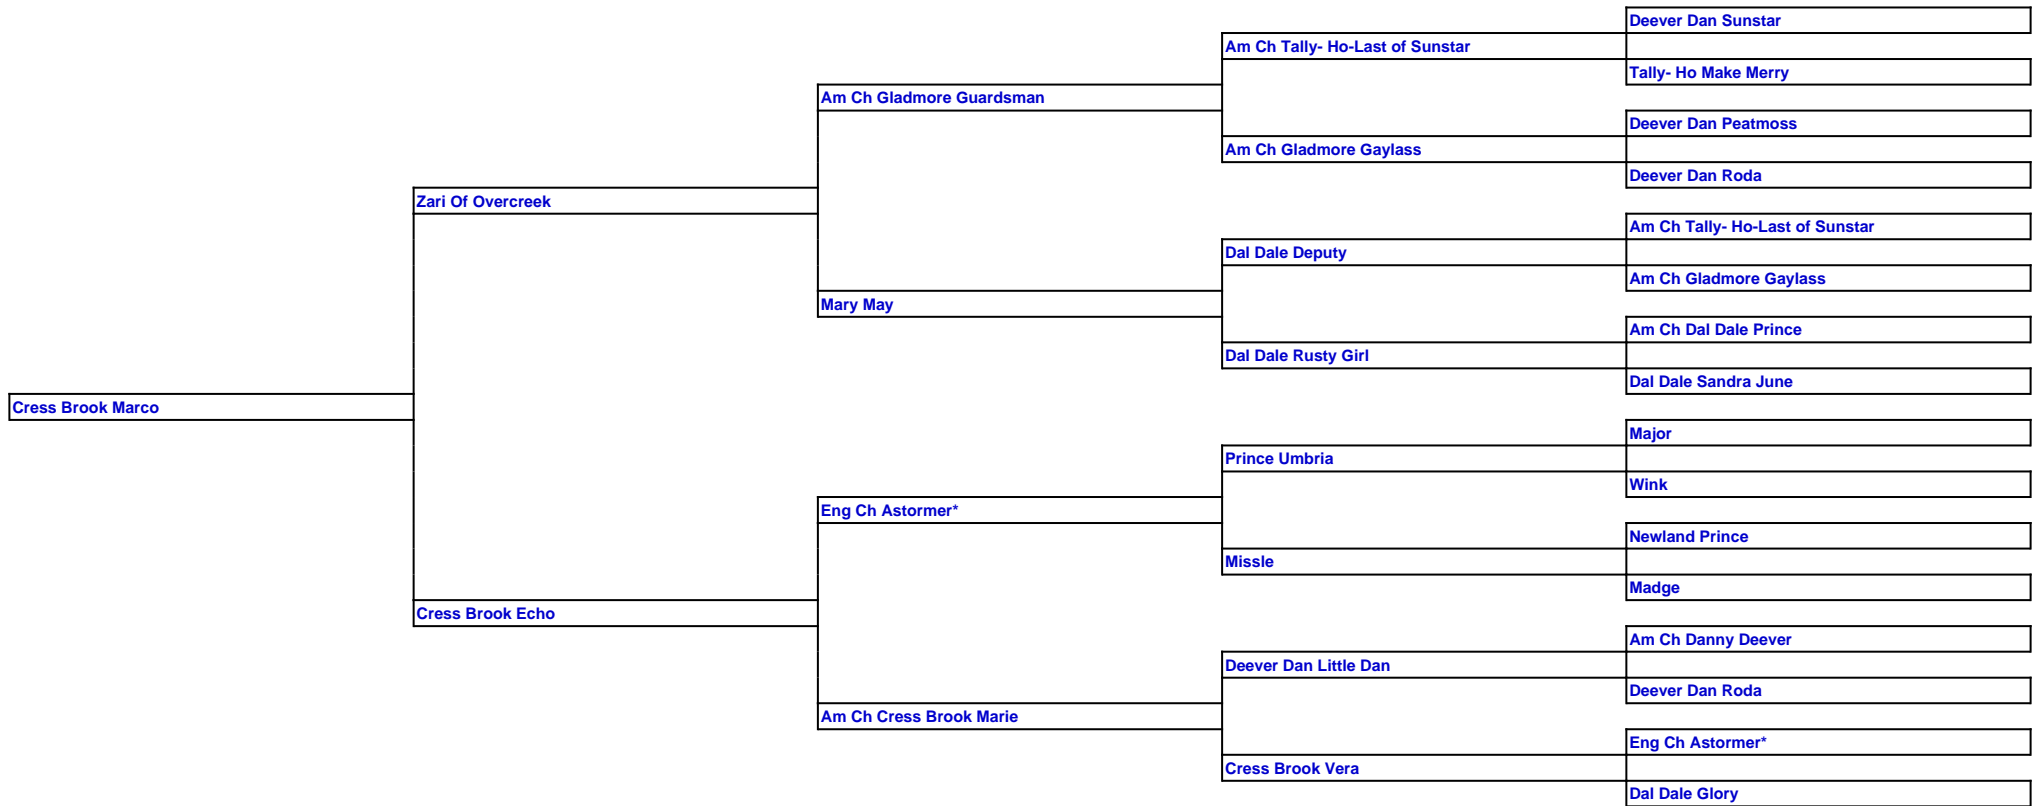 Deever Dan Sunstar
Am Ch Tally- Ho-Last of Sunstar
Tally- Ho Make Merry
Am Ch Gladmore Guardsman
Deever Dan Peatmoss
Am Ch Gladmore Gaylass
Deever Dan Roda
Zari Of Overcreek
Am Ch Tally- Ho-Last of Sunstar
Dal Dale Deputy
Am Ch Gladmore Gaylass
Mary May
Am Ch Dal Dale Prince
Dal Dale Rusty Girl
Dal Dale Sandra June
Cress Brook Marco
Major
Prince Umbria
Wink
Eng Ch Astormer*
Newland Prince
Missle
Madge
Cress Brook Echo
Am Ch Danny Deever
Deever Dan Little Dan
Deever Dan Roda
Am Ch Cress Brook Marie
Eng Ch Astormer*
Cress Brook Vera
Dal Dale Glory